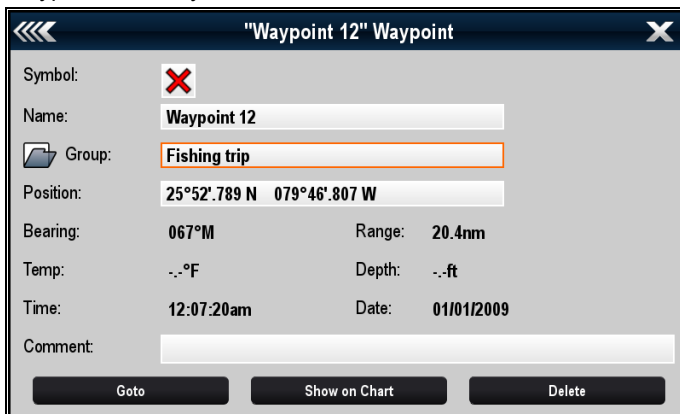 "Waypoint 12" Waypoint
Symbol:
Name: Waypoint 12
Group: Fishing trip
Position: 25°52'.789 N 079°46'.807 W
Bearing: 067°M Range: 20.4nm
Temp: -.-°F Depth: -.-ft
Time: 12:07:20am Date: 01/01/2009
Comment:
Goto Show on Chart Delete